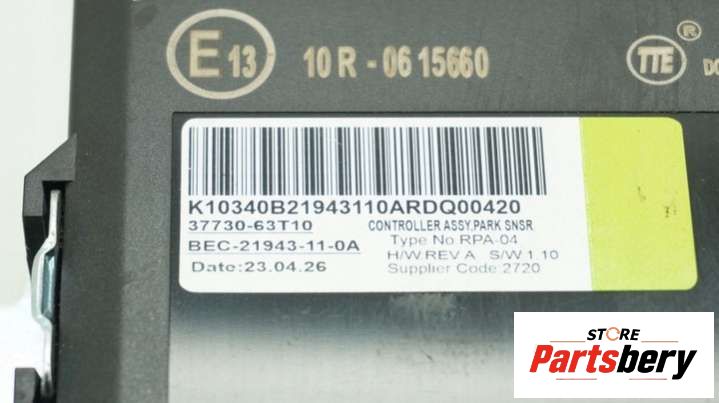 E 13
10 R - 06 15660
TTE
®
K10340B21943110ARDQ00420
37730-63T10 CONTROLLER ASSY,PARK SNSR
BEC-21943-11-0A Type No RPA-04
H/W.REV A S/W 1.10
Date:23.04.26 Supplier Code:2720
STORE
Partsbery